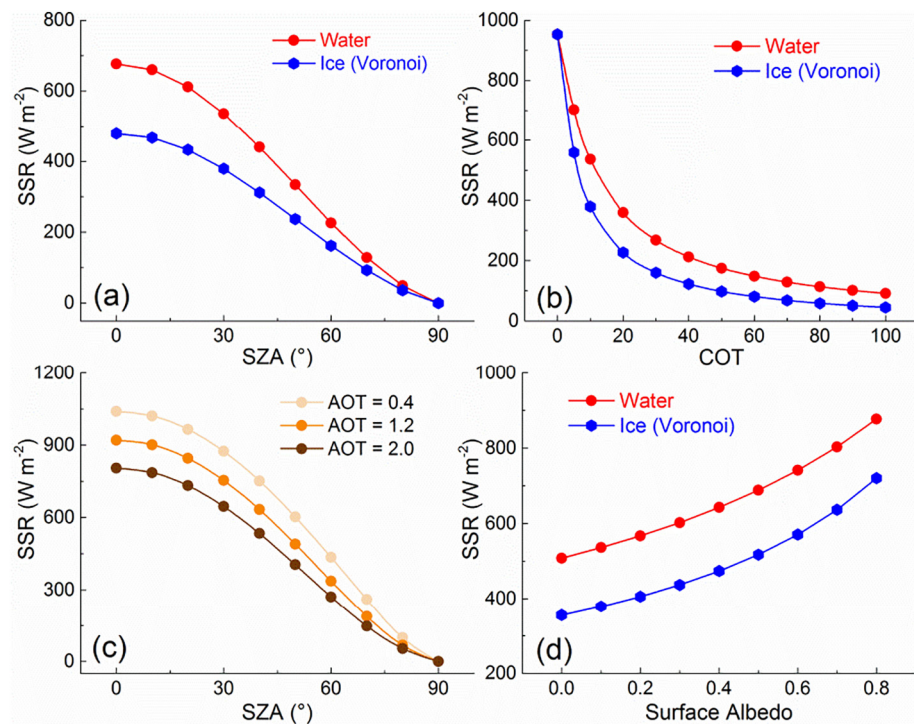 800
600
400
200
0
SSR (W m-2)
Water
Ice (Voronoi)
(a)
0 30 60 90
SZA (°)
1000
800
600
400
200
0
SSR (W m-2)
Water
Ice (Voronoi)
(b)
0 20 40 60 80 100
COT
1200
900
600
300
0
SSR (W m-2)
AOT = 0.4
AOT = 1.2
AOT = 2.0
(c)
0 30 60 90
SZA (°)
1000
800
600
400
200
SSR (W m-2)
Water
Ice (Voronoi)
(d)
0.0 0.2 0.4 0.6 0.8
Surface Albedo